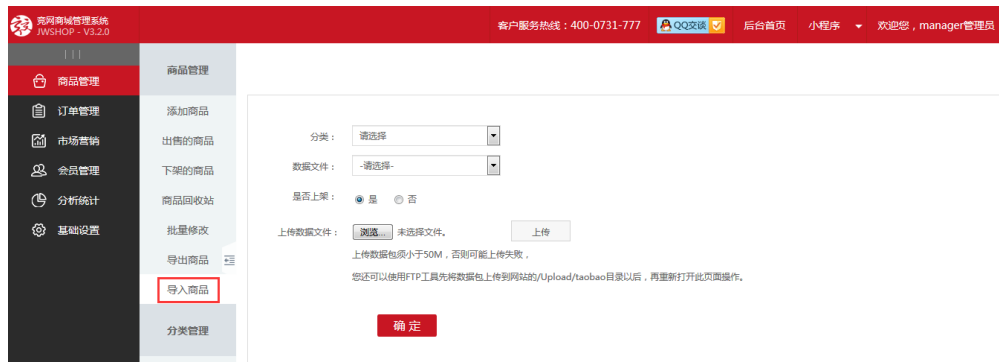 竞网商城管理系统
JWSHOP - V3.2.0
客户服务热线：400-0731-777
QQ交谈
后台首页
小程序
欢迎您，manager管理员
商品管理
订单管理
市场营销
会员管理
分析统计
基础设置
商品管理
添加商品
出售的商品
下架的商品
商品回收站
批量修改
导出商品
导入商品
分类管理
分类： 请选择
数据文件： -请选择-
是否上架： 是 否
上传数据文件： 浏览... 未选择文件。 上传
上传数据包须小于50M，否则可能上传失败，
您还可以使用FTP工具先将数据包上传到网站的/Upload/taobao目录以后，再重新打开此页面操作。
确定